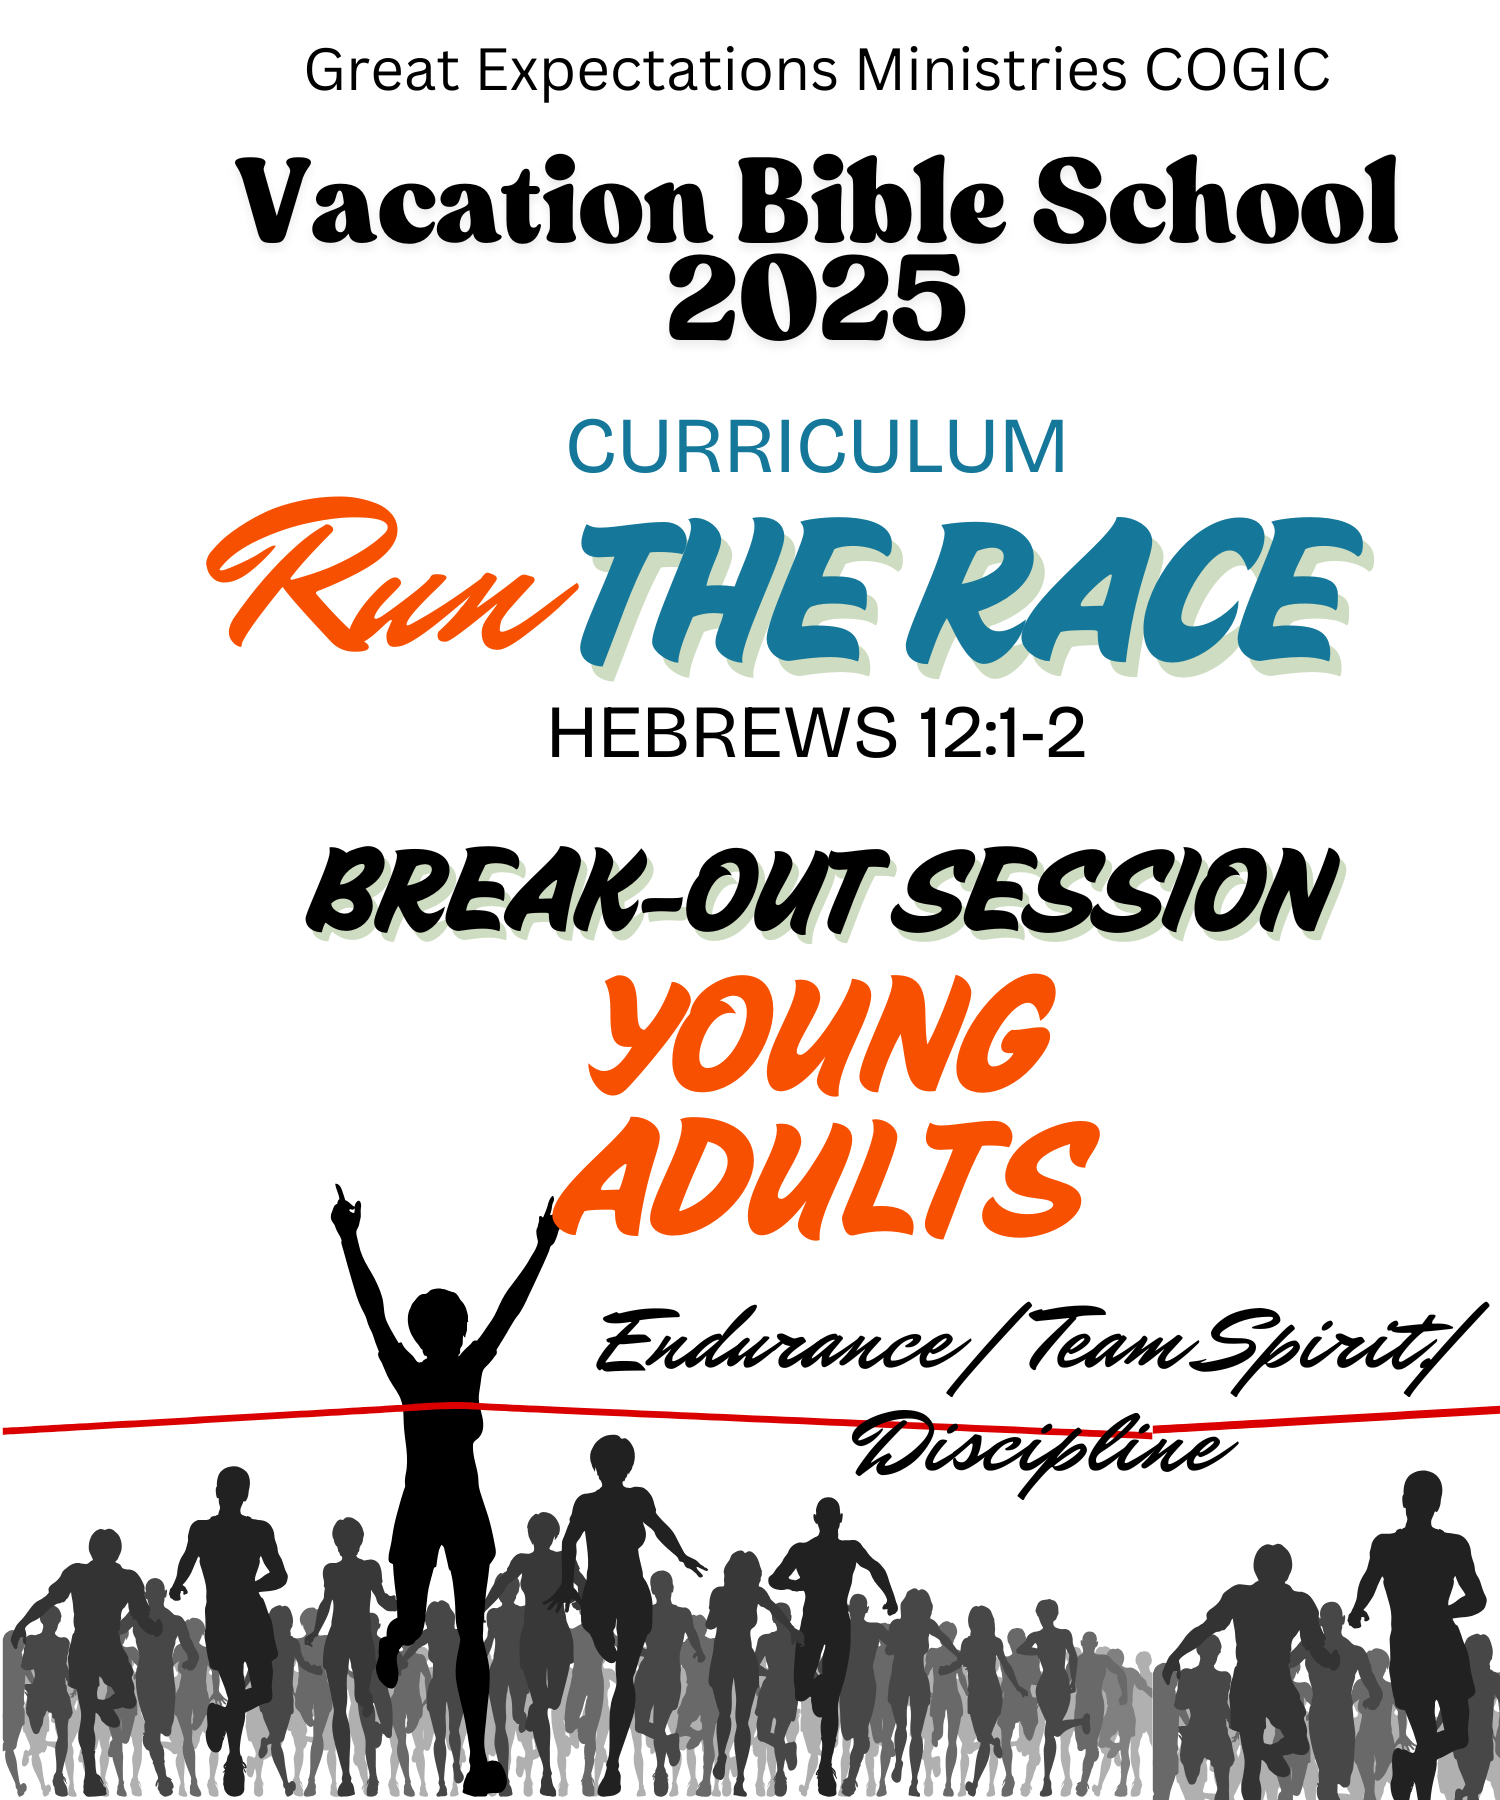 Great Expectations Ministries COGIC
Vacation Bible School
2025
CURRICULUM
Run THE RACE
HEBREWS 12:1-2
BREAK-OUT SESSION
YOUNG
ADULTS
Endurance/Team Spirit/
Discipline